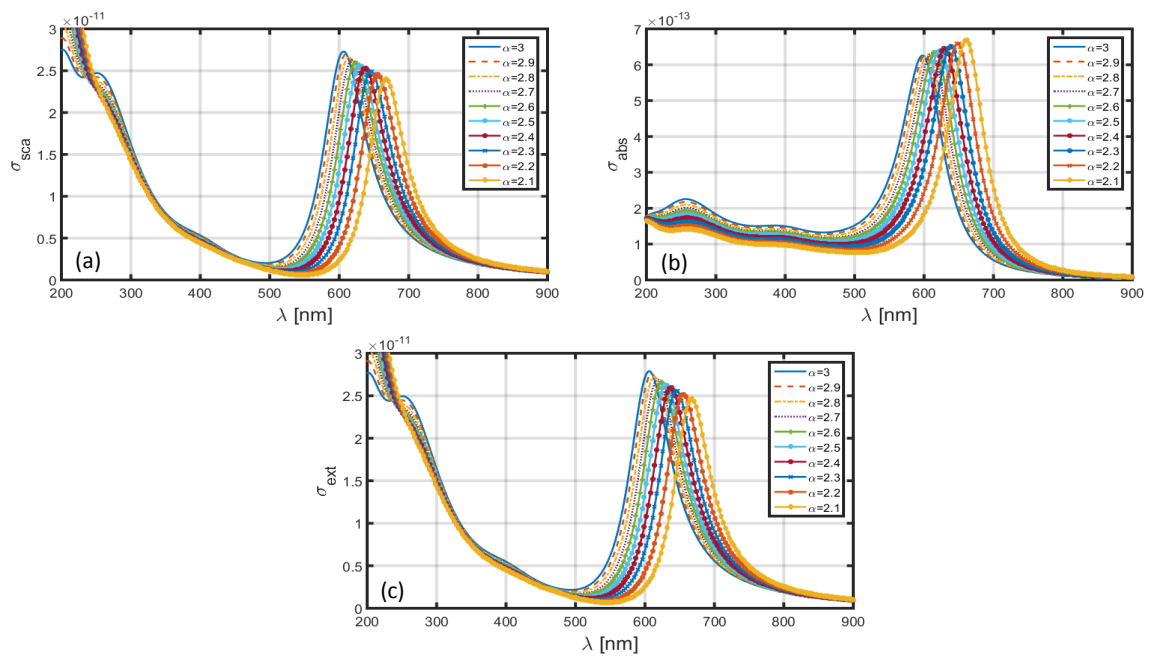 ×10⁻¹¹
3
2.5
2
1.5
1
0.5
0
200 300 400 500 600 700 800 900
λ [nm]
σsca
(a)
α=3
α=2.9
α=2.8
α=2.7
α=2.6
α=2.5
α=2.4
α=2.3
α=2.2
α=2.1
×10⁻¹³
7
6
5
4
3
2
1
0
200 300 400 500 600 700 800 900
λ [nm]
σabs
(b)
α=3
α=2.9
α=2.8
α=2.7
α=2.6
α=2.5
α=2.4
α=2.3
α=2.2
α=2.1
×10⁻¹¹
3
2.5
2
1.5
1
0.5
0
200 300 400 500 600 700 800 900
λ [nm]
σext
(c)
α=3
α=2.9
α=2.8
α=2.7
α=2.6
α=2.5
α=2.4
α=2.3
α=2.2
α=2.1